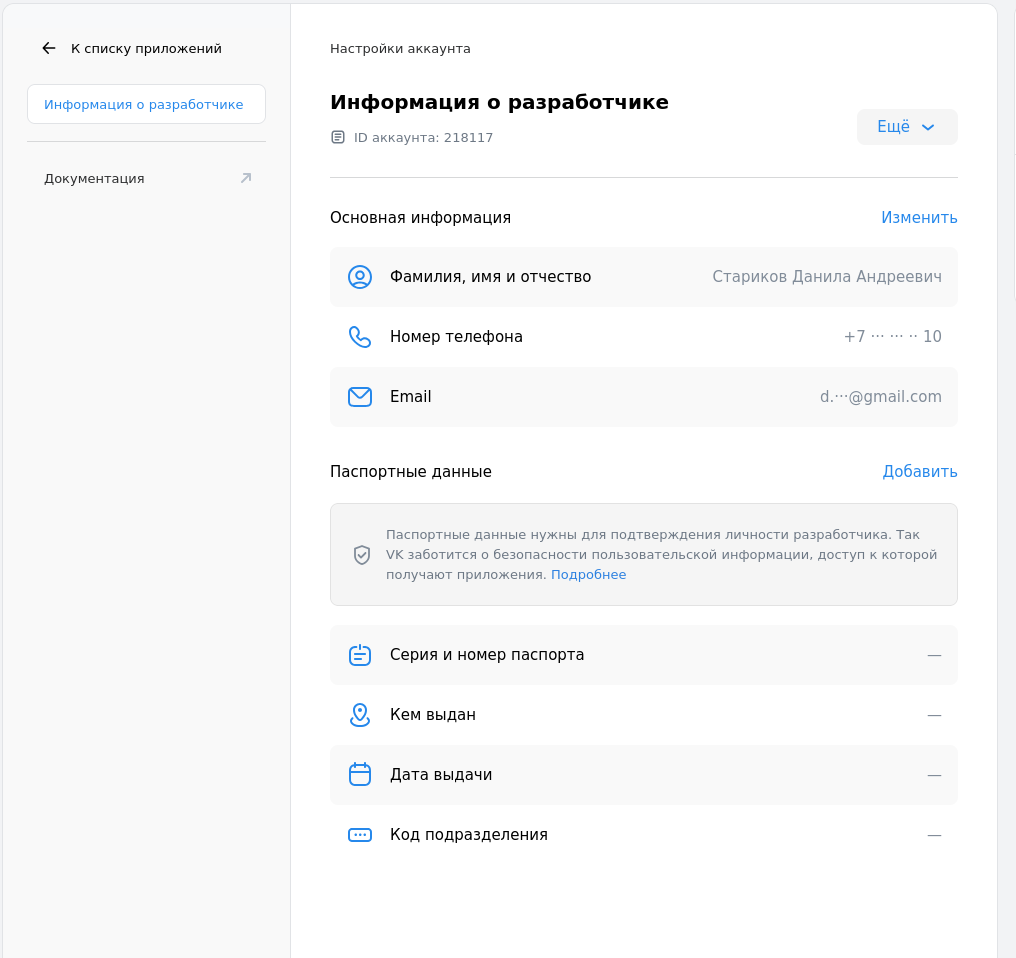 К списку приложений
Информация о разработчике
Документация
Настройки аккаунта
Информация о разработчике
ID аккаунта: 218117
Ещё
Основная информация
Изменить
Фамилия, имя и отчество
Стариков Данила Андреевич
Номер телефона
+7 ··· ··· ·· 10
Email
d.···@gmail.com
Паспортные данные
Добавить
Паспортные данные нужны для подтверждения личности разработчика. Так
VK заботится о безопасности пользовательской информации, доступ к которой
получают приложения. Подробнее
Серия и номер паспорта
—
Кем выдан
—
Дата выдачи
—
Код подразделения
—